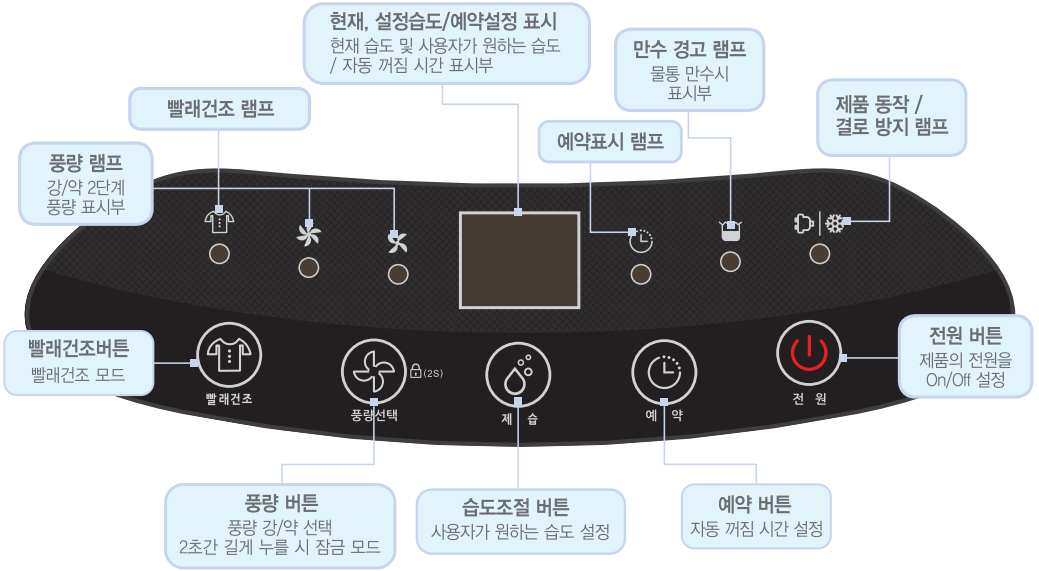 현재, 설정습도/예약설정 표시
현재 습도 및 사용자가 원하는 습도
/ 자동 꺼짐 시간 표시부
만수 경고 램프
물통 만수시
표시부
제품 동작 /
결로 방지 램프
빨래건조 램프
예약표시 램프
풍량 램프
강/약 2단계
풍량 표시부
빨래건조버튼
빨래건조 모드
빨래건조
풍량선택
(2S)
제 습
예 약
전 원
전원 버튼
제품의 전원을
On/Off 설정
풍량 버튼
풍량 강/약 선택
2초간 길게 누를 시 잠금 모드
습도조절 버튼
사용자가 원하는 습도 설정
예약 버튼
자동 꺼짐 시간 설정